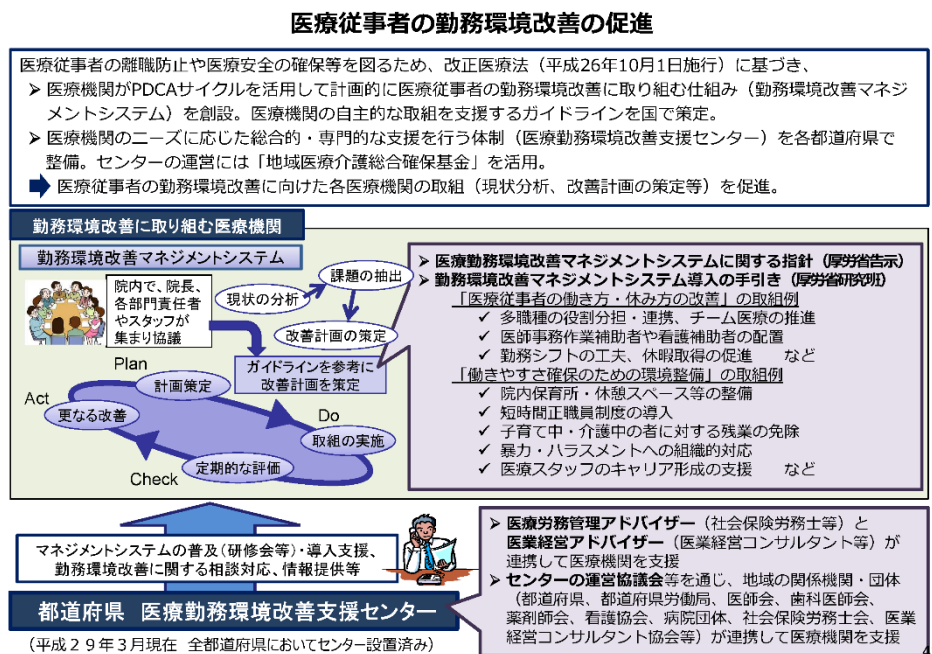 医療従事者の勤務環境改善の促進
医療従事者の離職防止や医療安全の確保等を図るため、改正医療法（平成26年10月1日施行）に基づき、
➢ 医療機関がPDCAサイクルを活用して計画的に医療従事者の勤務環境改善に取り組む仕組み（勤務環境改善マネジ
メントシステム）を創設。医療機関の自主的な取組を支援するガイドラインを国で策定。
➢ 医療機関のニーズに応じた総合的・専門的な支援を行う体制（医療勤務環境改善支援センター）を各都道府県で
整備。センターの運営には「地域医療介護総合確保基金」を活用。
医療従事者の勤務環境改善に向けた各医療機関の取組（現状分析、改善計画の策定等）を促進。
勤務環境改善に取り組む医療機関
勤務環境改善マネジメントシステム
院内で、院長、
各部門責任者
やスタッフが
集まり協議
現状の分析
課題の抽出
改善計画の策定
ガイドラインを参考に
改善計画を策定
Plan
計画策定
Do
取組の実施
Check
定期的な評価
Act
更なる改善
➢ 医療勤務環境改善マネジメントシステムに関する指針（厚労省告示）
➢ 勤務環境改善マネジメントシステム導入の手引き（厚労省研究班）
「医療従事者の働き方・休み方の改善」の取組例
✓ 多職種の役割分担・連携、チーム医療の推進
✓ 医師事務作業補助者や看護補助者の配置
✓ 勤務シフトの工夫、休暇取得の促進　など
「働きやすさ確保のための環境整備」の取組例
✓ 院内保育所・休憩スペース等の整備
✓ 短時間正職員制度の導入
✓ 子育て中・介護中の者に対する残業の免除
✓ 暴力・ハラスメントへの組織的対応
✓ 医療スタッフのキャリア形成の支援　など
マネジメントシステムの普及（研修会等）・導入支援、
勤務環境改善に関する相談対応、情報提供等
都道府県　医療勤務環境改善支援センター
（平成２９年３月現在　全都道府県においてセンター設置済み）
➢ 医療労務管理アドバイザー（社会保険労務士等）と
医業経営アドバイザー（医業経営コンサルタント等）が
連携して医療機関を支援
➢ センターの運営協議会等を通じ、地域の関係機関・団体
（都道府県、都道府県労働局、医師会、歯科医師会、
薬剤師会、看護協会、病院団体、社会保険労務士会、医業
経営コンサルタント協会等）が連携して医療機関を支援
4